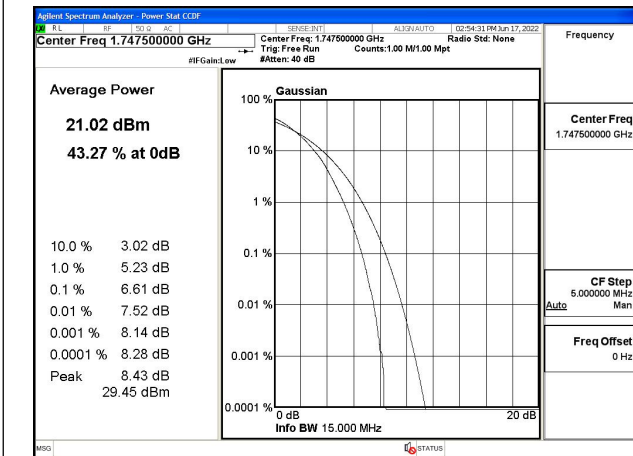 Agilent Spectrum Analyzer - Power Stat CCDF
RL RF 50 Ω AC SENSE:INT ALIGNAUTO 02:54:31 PM Jun 17, 2022
Center Freq 1.747500000 GHz
Center Freq: 1.747500000 GHz Radio Std: None
Trig: Free Run Counts:1.00 M/1.00 Mpt
#IFGain:Low #Atten: 40 dB
Frequency
Average Power
21.02 dBm
43.27 % at 0dB
10.0 % 3.02 dB
1.0 % 5.23 dB
0.1 % 6.61 dB
0.01 % 7.52 dB
0.001 % 8.14 dB
0.0001 % 8.28 dB
Peak 8.43 dB
29.45 dBm
Gaussian
100 %
10 %
1 %
0.1 %
0.01 %
0.001 %
0.0001 %
0 dB 20 dB
Info BW 15.000 MHz
Center Freq
1.747500000 GHz
CF Step
5.000000 MHz
Auto Man
Freq Offset
0 Hz
MSG STATUS